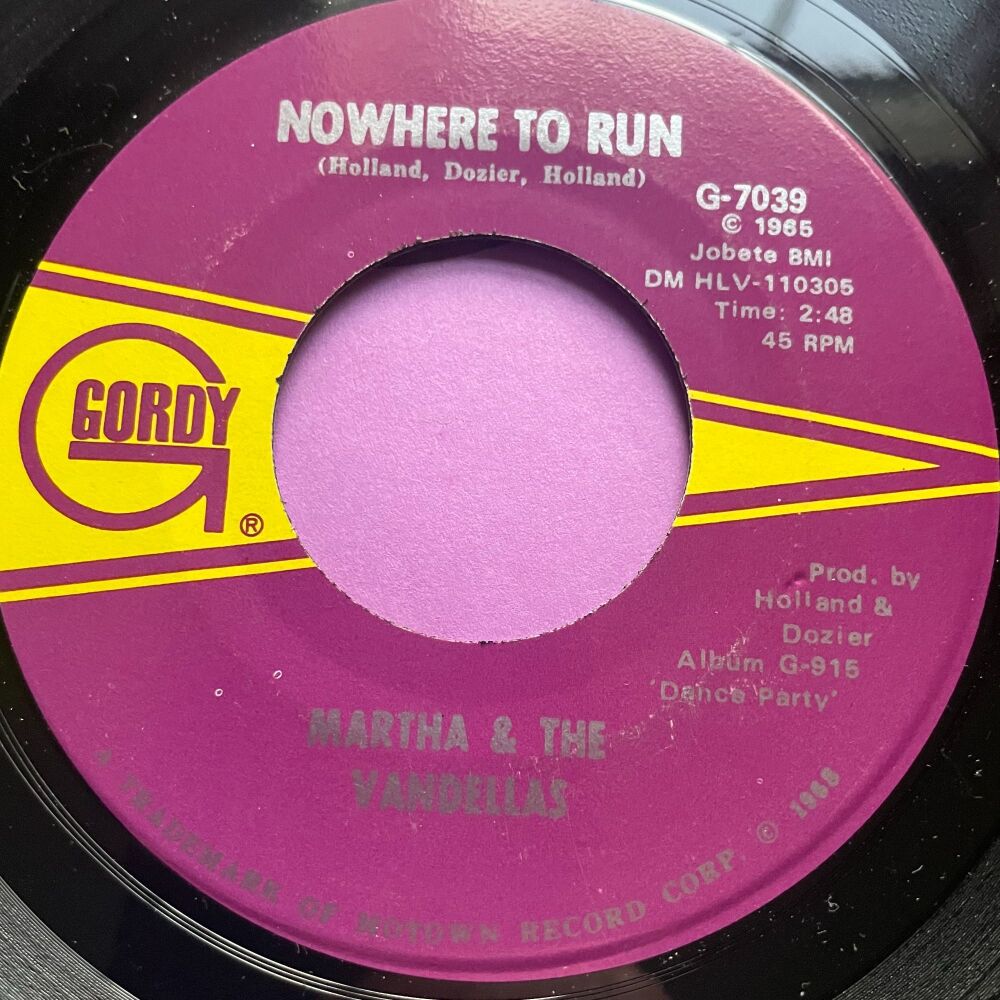 NOWHERE TO RUN
(Holland, Dozier, Holland)
G-7039
© 1965
Jobete BMI
DM HLV-110305
Time: 2:48
45 RPM
GORDY
®
Prod. by
Holland &
Dozier
Album G-915
'Dance Party'
MARTHA & THE
VANDELLAS
A TRADEMARK OF MOTOWN RECORD CORP. © 1968